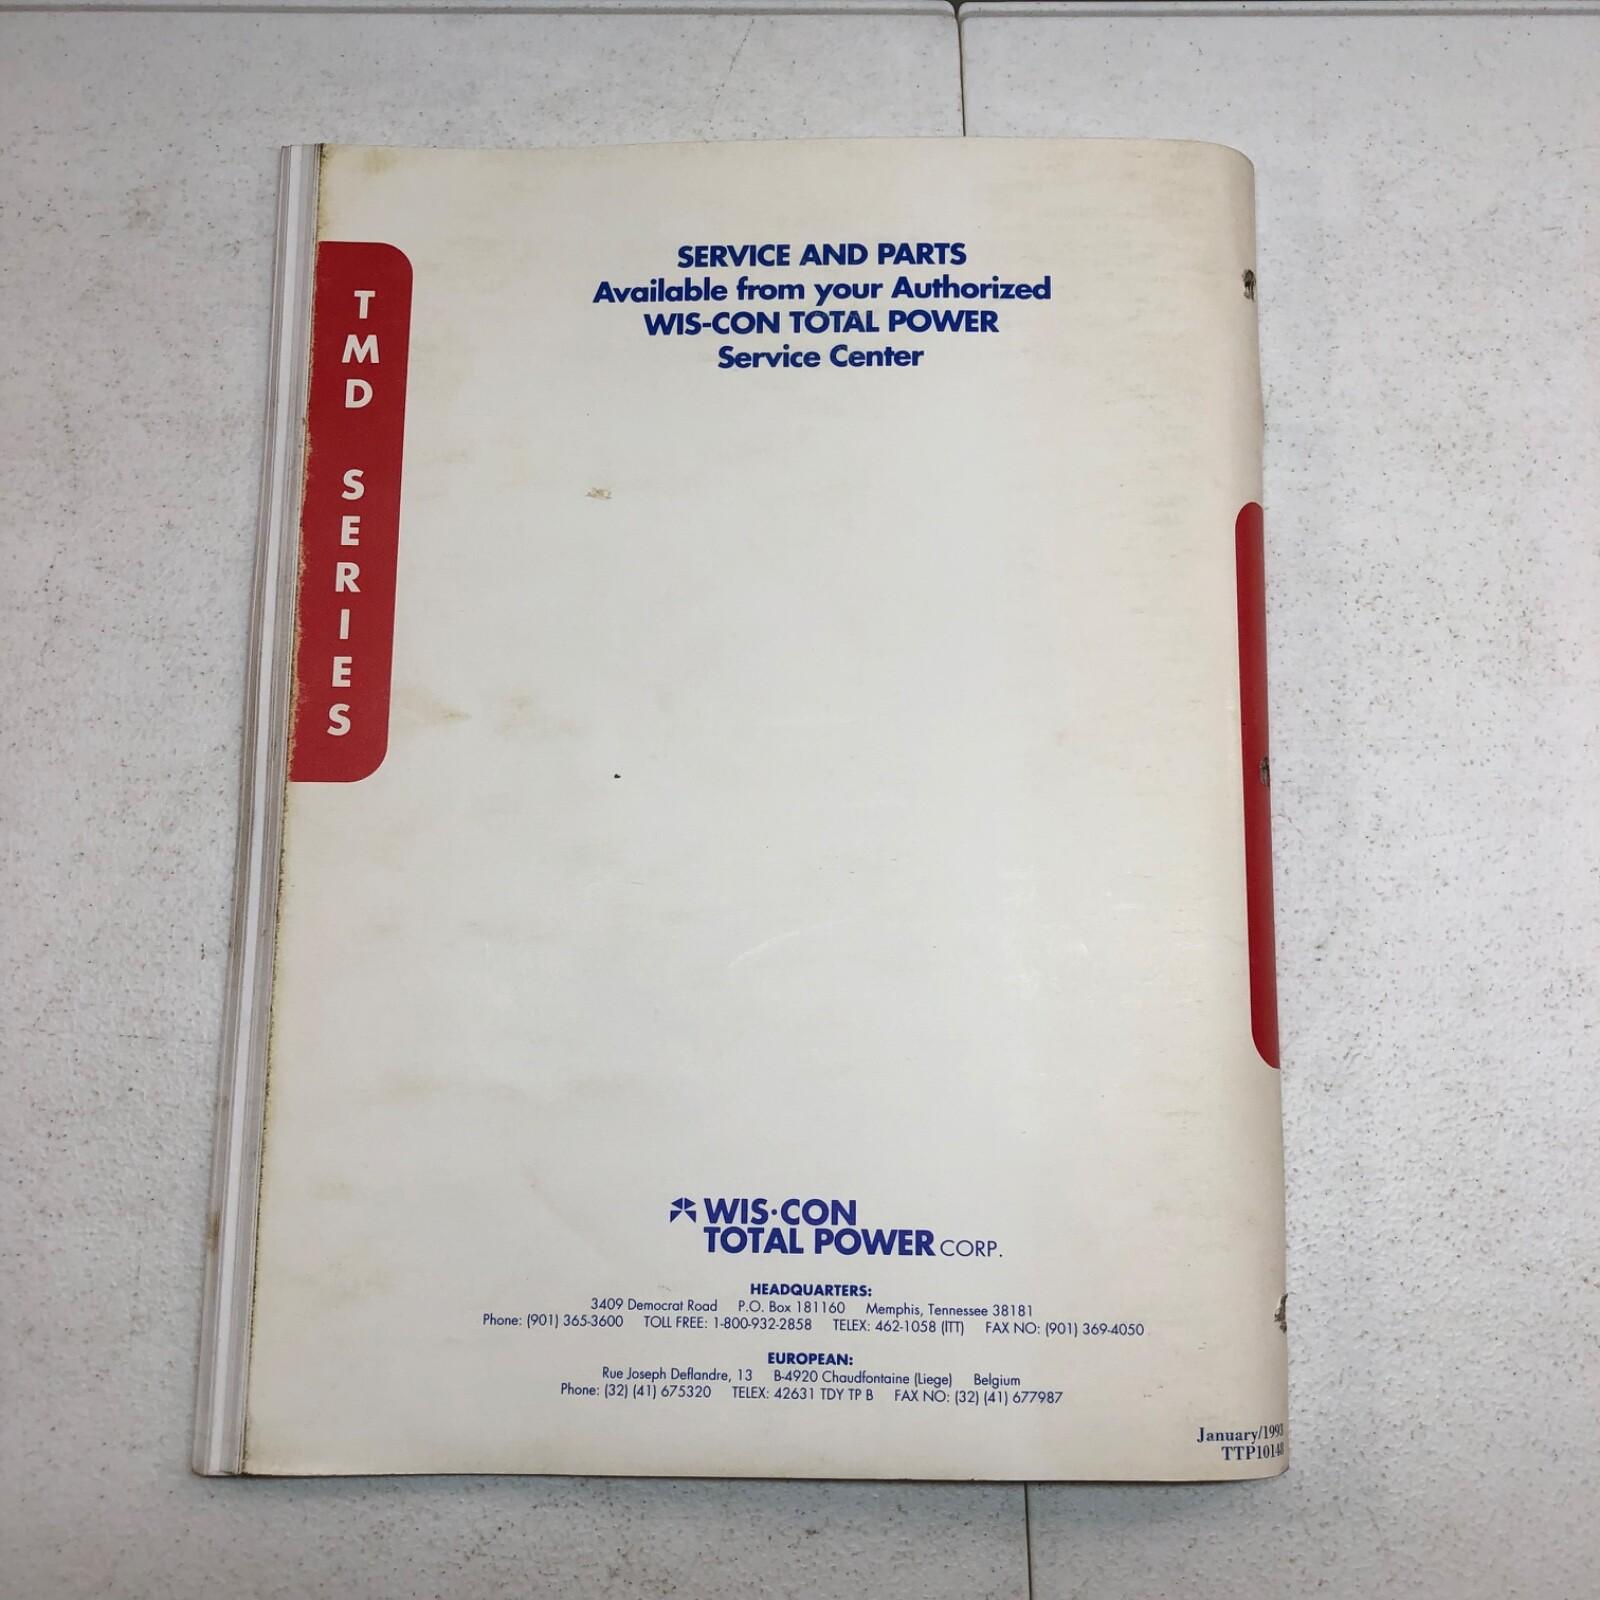 TMD SERIES
SERVICE AND PARTS
Available from your Authorized
WIS-CON TOTAL POWER
Service Center
WIS·CON
TOTAL POWER CORP.
HEADQUARTERS:
3409 Democrat Road P.O. Box 181160 Memphis, Tennessee 38181
Phone: (901) 365-3600 TOLL FREE: 1-800-932-2858 TELEX: 462-1058 (ITT) FAX NO: (901) 369-4050
EUROPEAN:
Rue Joseph Deflandre, 13 B-4920 Chaudfontaine (Liege) Belgium
Phone: (32) (41) 675320 TELEX: 42631 TDY TP B FAX NO: (32) (41) 677987
January/1993
TTP10148